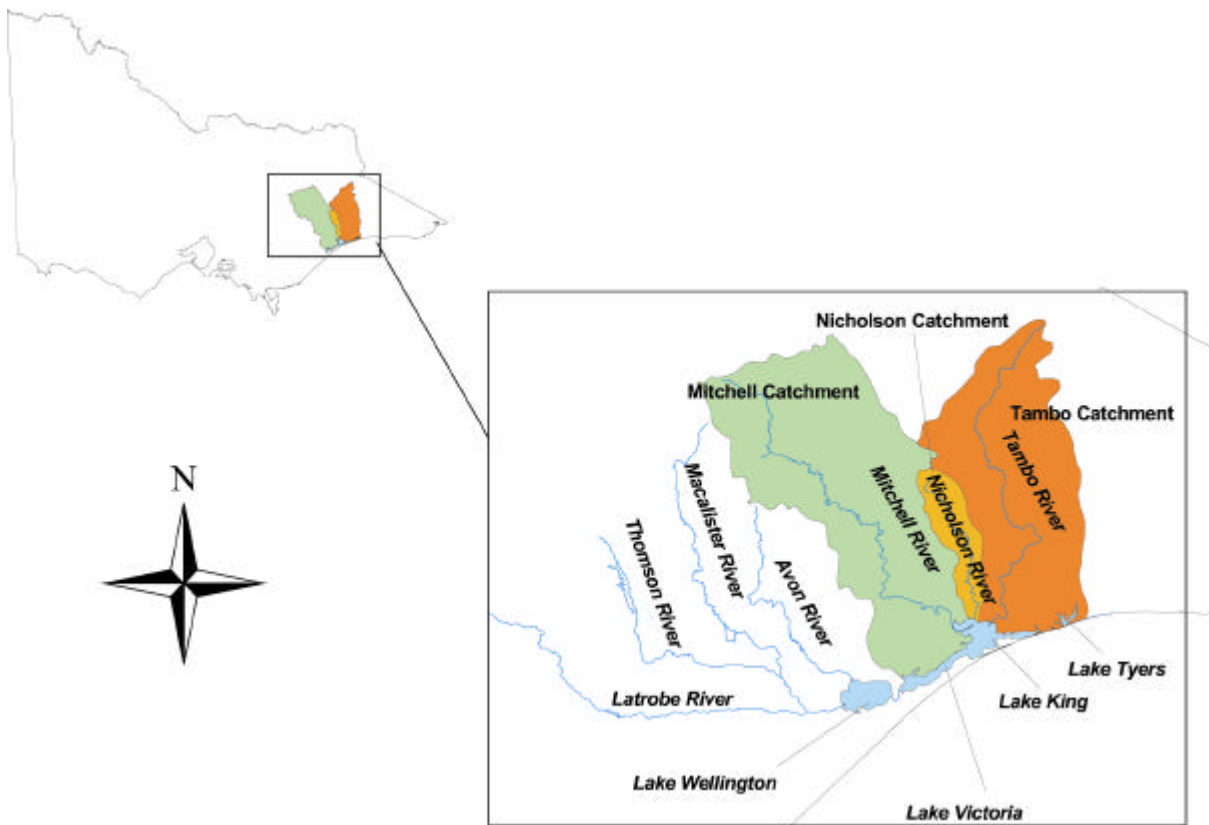 Nicholson Catchment
Mitchell Catchment
Tambo Catchment
Tambo River
Macalister River
Mitchell River
Nicholson River
N
Thomson River
Avon River
Lake Tyers
Latrobe River
Lake King
Lake Wellington
Lake Victoria